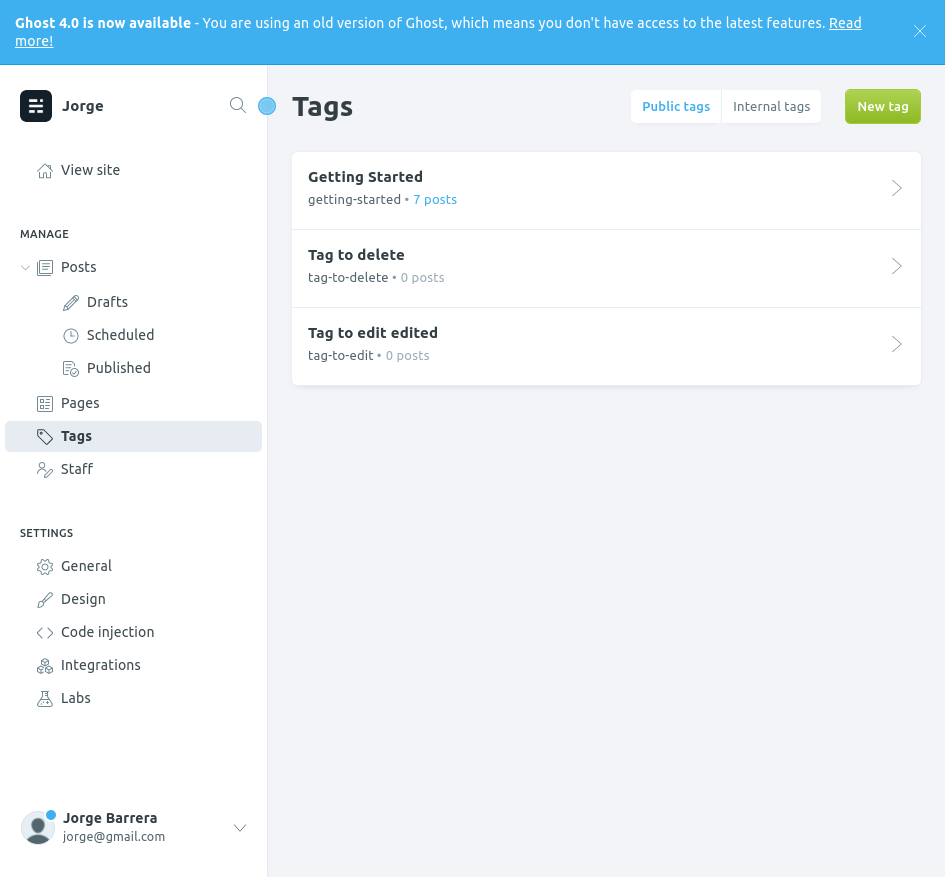 Ghost 4.0 is now available - You are using an old version of Ghost, which means you don't have access to the latest features. Read
more!
Jorge
View site
MANAGE
Posts
Drafts
Scheduled
Published
Pages
Tags
Staff
SETTINGS
General
Design
Code injection
Integrations
Labs
Jorge Barrera
jorge@gmail.com
Tags
Public tags
Internal tags
New tag
Getting Started
getting-started • 7 posts
Tag to delete
tag-to-delete • 0 posts
Tag to edit edited
tag-to-edit • 0 posts